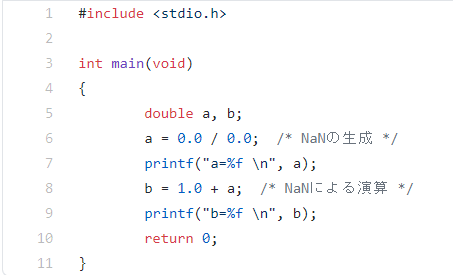 1 #include <stdio.h>
2
3 int main(void)
4 {
5 double a, b;
6 a = 0.0 / 0.0; /* NaNの生成 */
7 printf("a=%f \n", a);
8 b = 1.0 + a; /* NaNによる演算 */
9 printf("b=%f \n", b);
10 return 0;
11 }